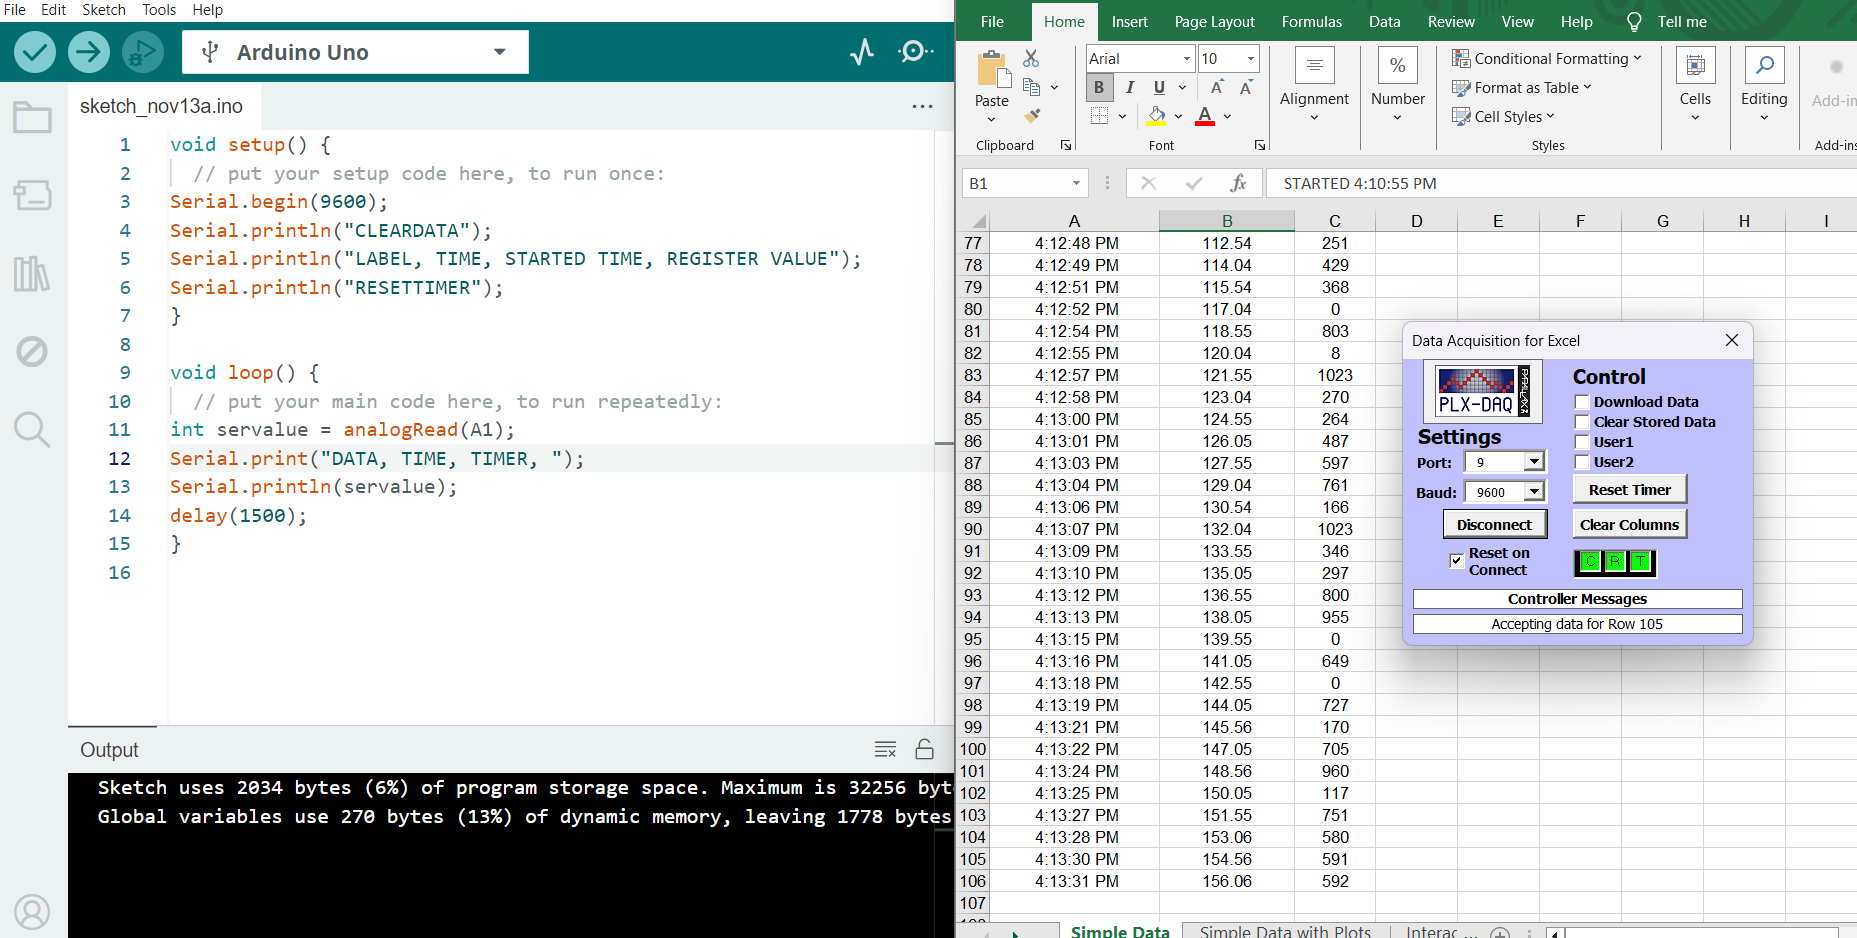 File Edit Sketch Tools Help
Arduino Uno
sketch_nov13a.ino
1 void setup() {
2 // put your setup code here, to run once:
3 Serial.begin(9600);
4 Serial.println("CLEARDATA");
5 Serial.println("LABEL, TIME, STARTED TIME, REGISTER VALUE");
6 Serial.println("RESETTIMER");
7 }
8
9 void loop() {
10 // put your main code here, to run repeatedly:
11 int servalue = analogRead(A1);
12 Serial.print("DATA, TIME, TIMER, ");
13 Serial.println(servalue);
14 delay(1500);
15 }
16
Output
Sketch uses 2034 bytes (6%) of program storage space. Maximum is 32256 byt
Global variables use 270 bytes (13%) of dynamic memory, leaving 1778 bytes
File Home Insert Page Layout Formulas Data Review View Help Tell me
Paste
Clipboard
Arial 10
B I U A A
A
Font
Alignment
%
Number
Conditional Formatting
Format as Table
Cell Styles
Styles
Cells
Editing
Add-in
Add-ins
B1 fx STARTED 4:10:55 PM
A B C D E F G H I
77 4:12:48 PM 112.54 251
78 4:12:49 PM 114.04 429
79 4:12:51 PM 115.54 368
80 4:12:52 PM 117.04 0
81 4:12:54 PM 118.55 803
82 4:12:55 PM 120.04 8
83 4:12:57 PM 121.55 1023
84 4:12:58 PM 123.04 270
85 4:13:00 PM 124.55 264
86 4:13:01 PM 126.05 487
87 4:13:03 PM 127.55 597
88 4:13:04 PM 129.04 761
89 4:13:06 PM 130.54 166
90 4:13:07 PM 132.04 1023
91 4:13:09 PM 133.55 346
92 4:13:10 PM 135.05 297
93 4:13:12 PM 136.55 800
94 4:13:13 PM 138.05 955
95 4:13:15 PM 139.55 0
96 4:13:16 PM 141.05 649
97 4:13:18 PM 142.55 0
98 4:13:19 PM 144.05 727
99 4:13:21 PM 145.56 170
100 4:13:22 PM 147.05 705
101 4:13:24 PM 148.56 960
102 4:13:25 PM 150.05 117
103 4:13:27 PM 151.55 751
104 4:13:28 PM 153.06 580
105 4:13:30 PM 154.56 591
106 4:13:31 PM 156.06 592
107
Data Acquisition for Excel
PLX-DAQ
PARALLAX
Control
Download Data
Clear Stored Data
User1
User2
Settings
Port: 9
Baud: 9600
Reset Timer
Disconnect
Clear Columns
Reset on
Connect
C R T
Controller Messages
Accepting data for Row 105
Simple Data Simple Data with Plots Interac ...